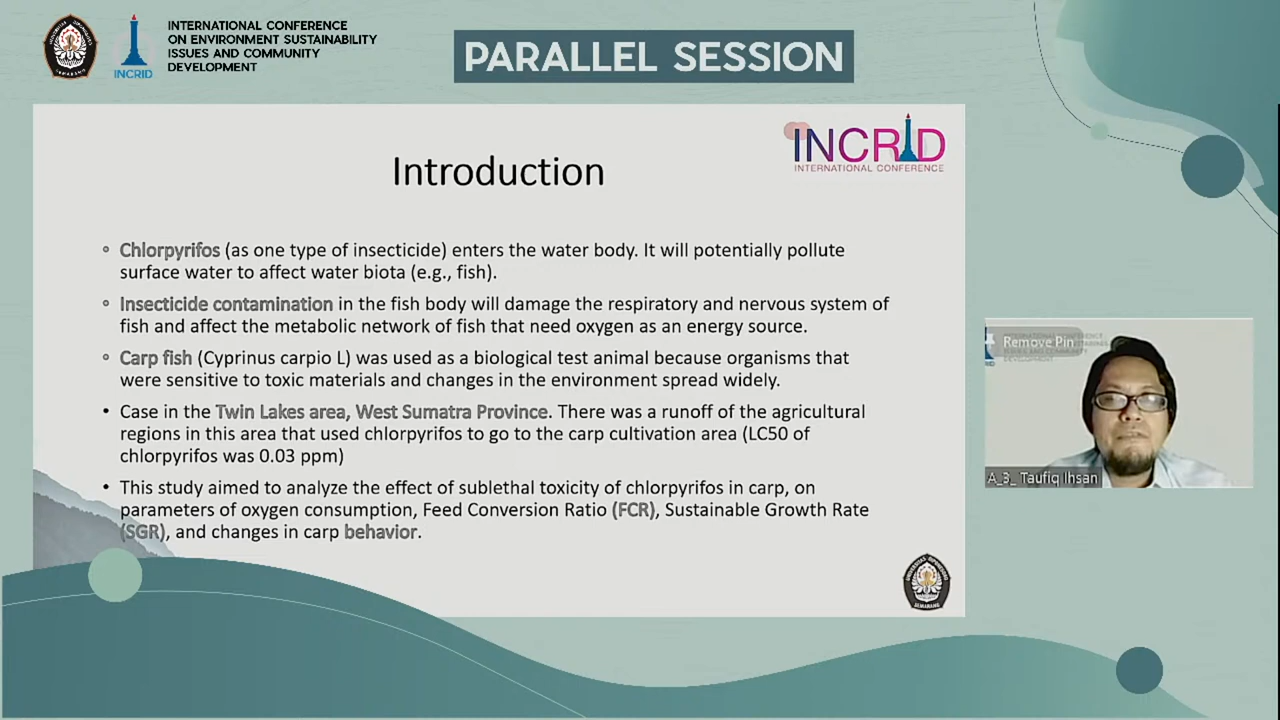 INTERNATIONAL CONFERENCE
ON ENVIRONMENT SUSTAINABILITY
ISSUES AND COMMUNITY
DEVELOPMENT
INCRID
PARALLEL SESSION
INCRID
INTERNATIONAL CONFERENCE
Introduction
Chlorpyrifos (as one type of insecticide) enters the water body. It will potentially pollute
surface water to affect water biota (e.g., fish).
Insecticide contamination in the fish body will damage the respiratory and nervous system of
fish and affect the metabolic network of fish that need oxygen as an energy source.
Carp fish (Cyprinus carpio L) was used as a biological test animal because organisms that
were sensitive to toxic materials and changes in the environment spread widely.
• Case in the Twin Lakes area, West Sumatra Province. There was a runoff of the agricultural
regions in this area that used chlorpyrifos to go to the carp cultivation area (LC50 of
chlorpyrifos was 0.03 ppm)
• This study aimed to analyze the effect of sublethal toxicity of chlorpyrifos in carp, on
parameters of oxygen consumption, Feed Conversion Ratio (FCR), Sustainable Growth Rate
(SGR), and changes in carp behavior.
SEMARANG
Remove Pin
A_3_ Taufiq Ihsan